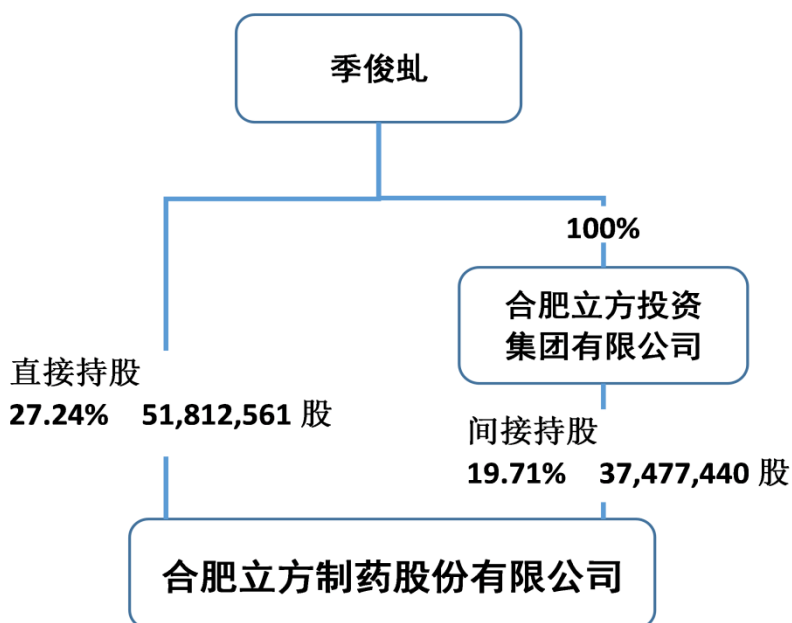 季俊虬
100%
合肥立方投资
集团有限公司
直接持股
27.24% 51,812,561 股
间接持股
19.71% 37,477,440 股
合肥立方制药股份有限公司